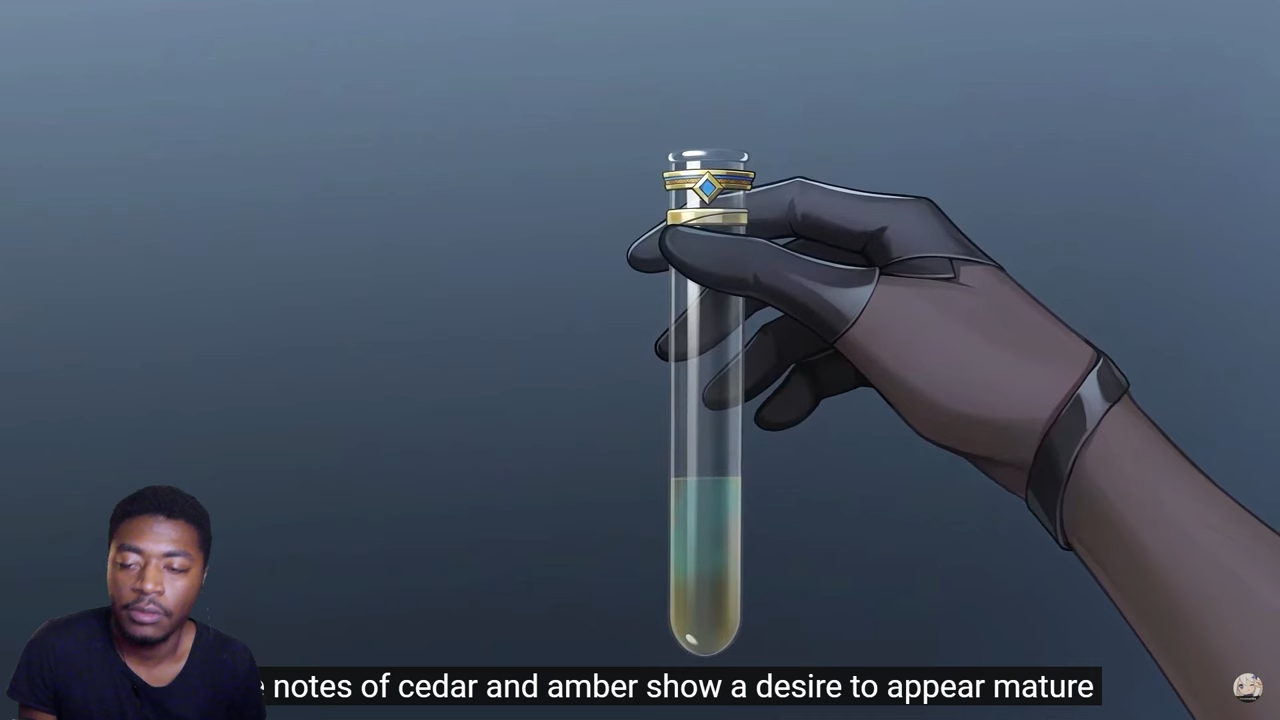 notes of cedar and amber show a desire to appear mature